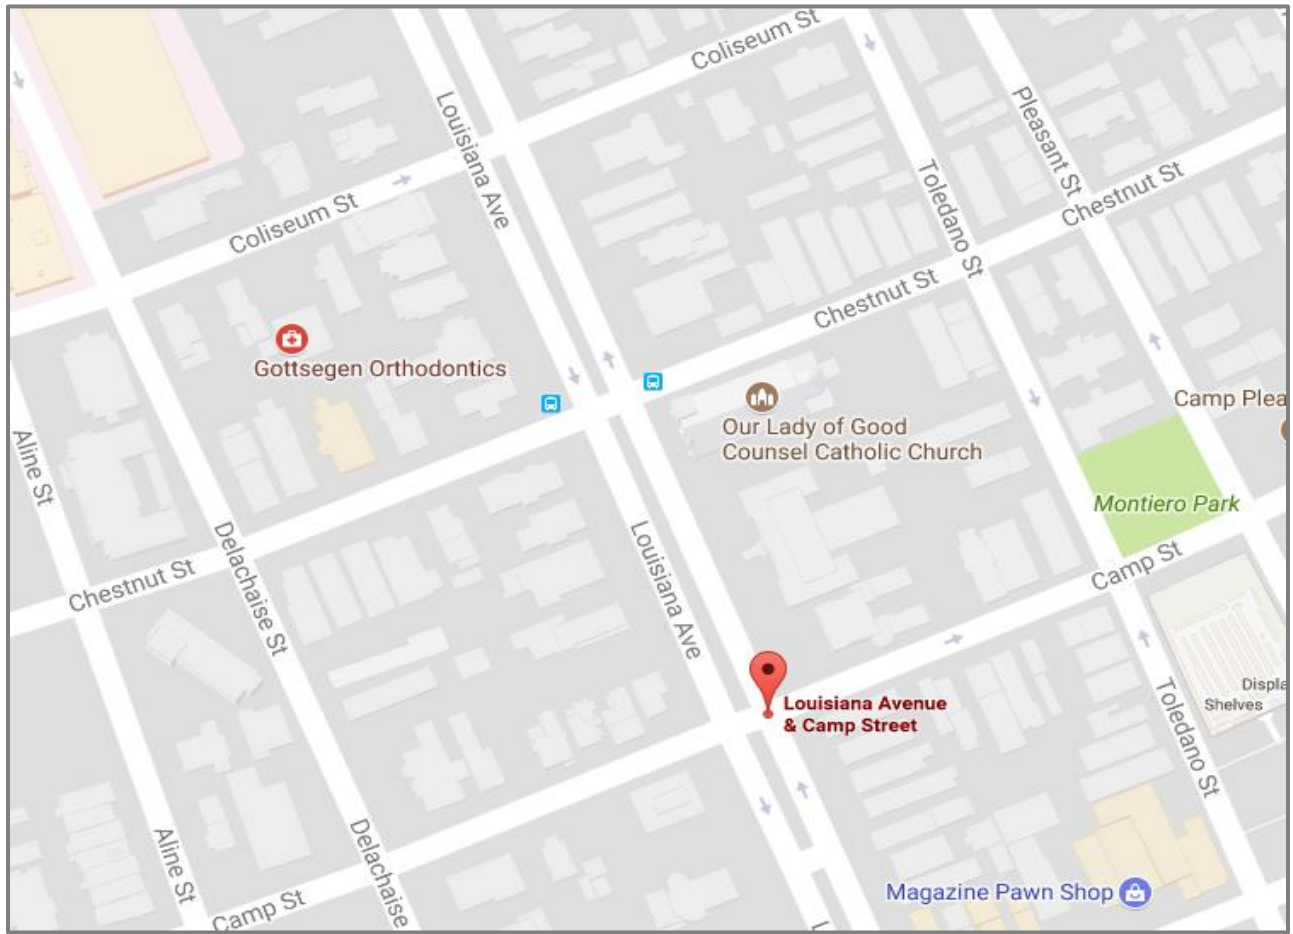 Coliseum St
Louisiana Ave
Pleasant St
Toledano St
Chestnut St
Coliseum St
Chestnut St
Gottsegen Orthodontics
Our Lady of Good
Counsel Catholic Church
Camp Plea
Aline St
Montiero Park
Delachaise St
Louisiana Ave
Chestnut St
Camp St
Louisiana Avenue
& Camp Street
Displa
Shelves
Toledano St
Aline St
Delachaise
Camp St
Magazine Pawn Shop
L